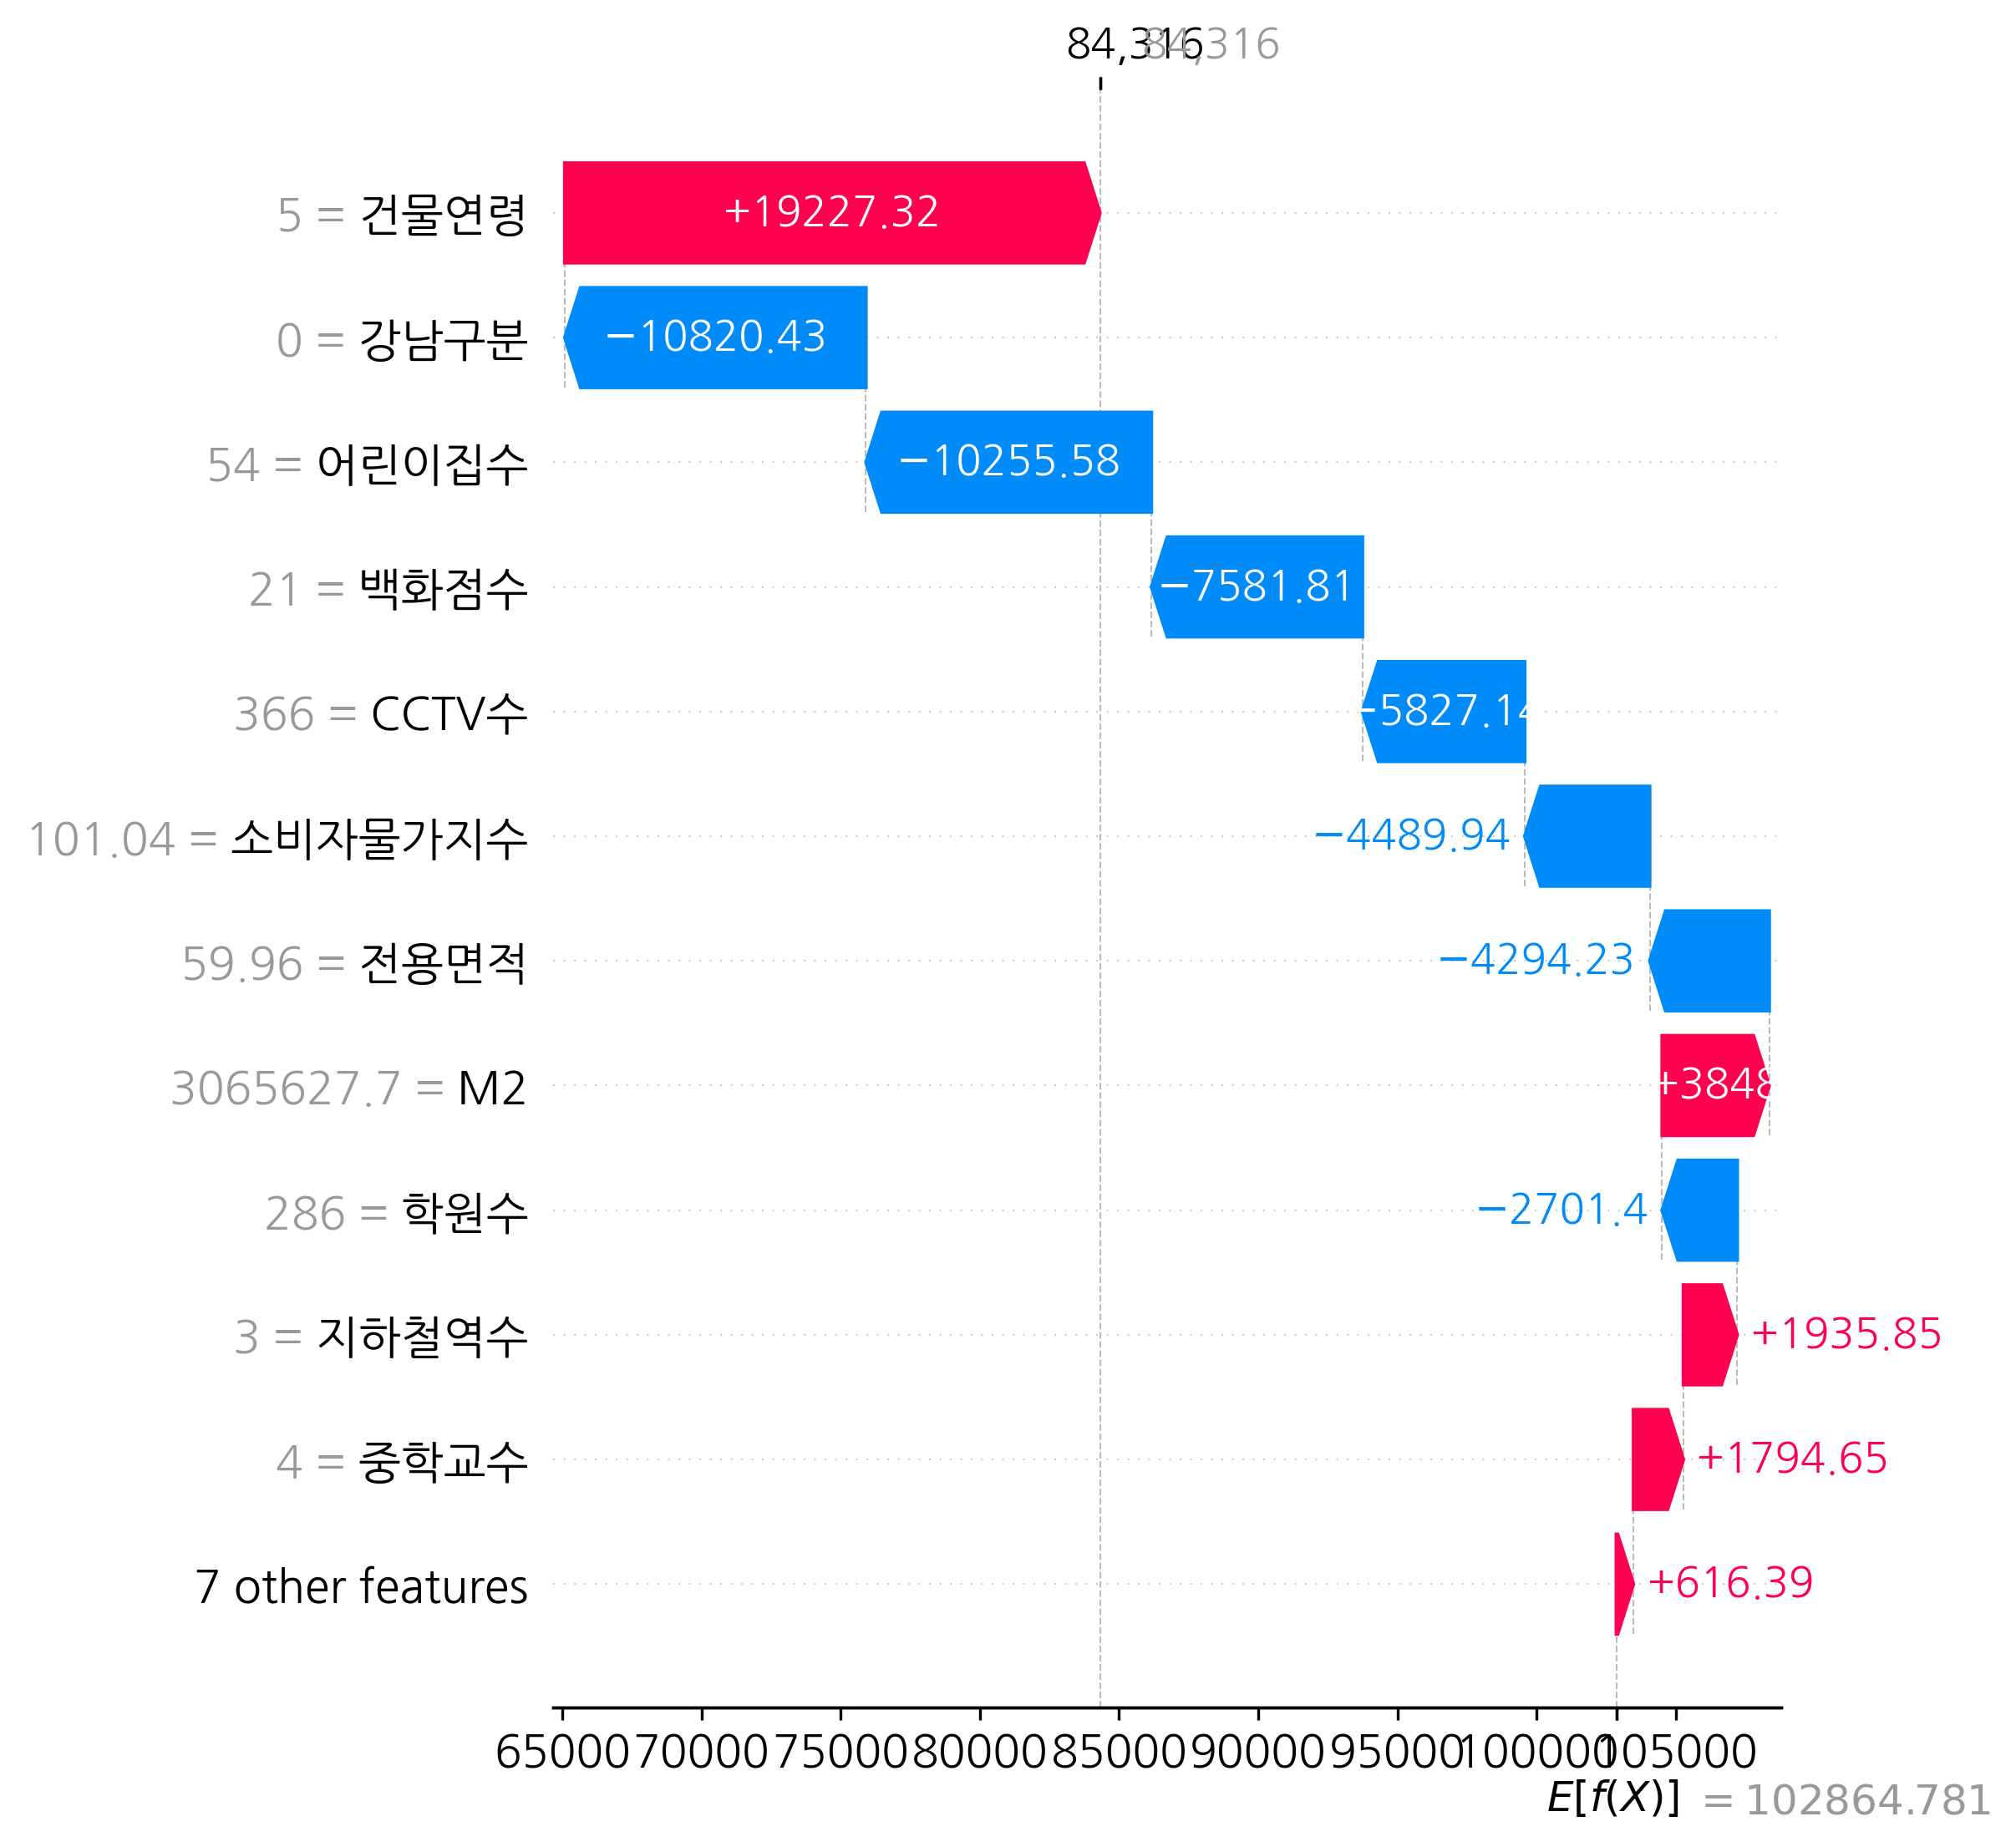 84,316 84,316
5 = 건물연령 +19227.32
0 = 강남구분 −10820.43
54 = 어린이집수 −10255.58
21 = 백화점수 −7581.81
366 = CCTV수 −5827.14
101.04 = 소비자물가지수 −4489.94
59.96 = 전용면적 −4294.23
3065627.7 = M2 +3848
286 = 학원수 −2701.4
3 = 지하철역수 +1935.85
4 = 중학교수 +1794.65
7 other features +616.39
65000 70000 75000 80000 85000 90000 95000 100000 105000
E[f(X)] = 102864.781